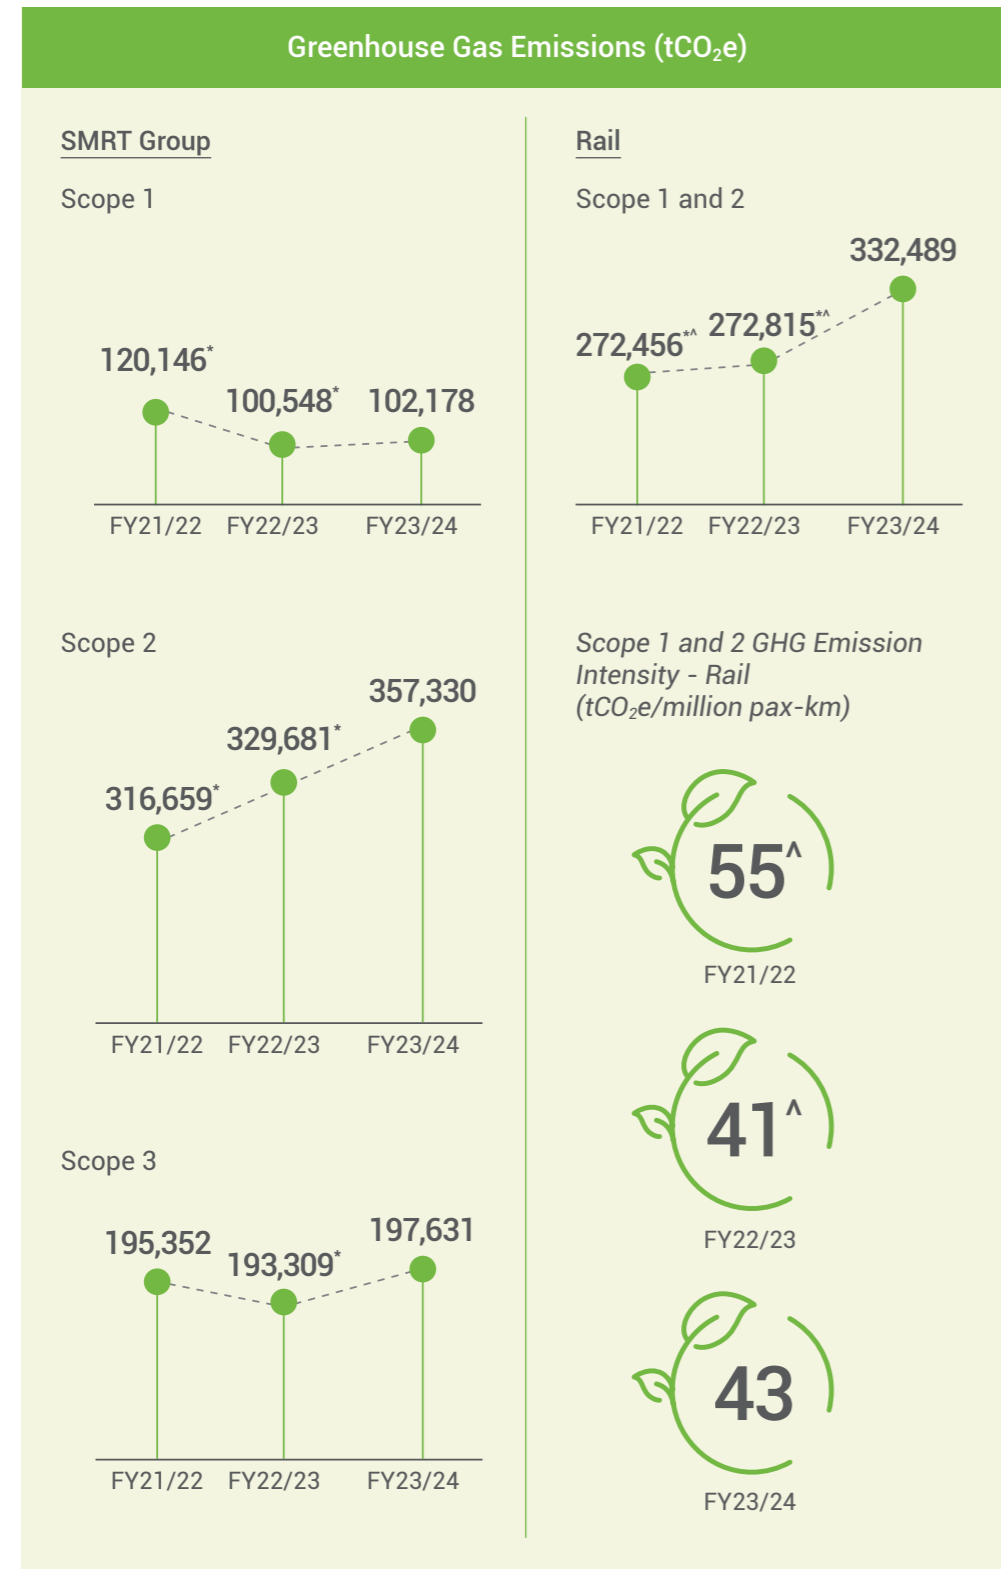 Greenhouse Gas Emissions (tCO₂e)
SMRT Group
Scope 1
120,146*
100,548*
102,178
FY21/22
FY22/23
FY23/24
Scope 2
316,659*
329,681*
357,330
FY21/22
FY22/23
FY23/24
Scope 3
195,352
193,309*
197,631
FY21/22
FY22/23
FY23/24
Rail
Scope 1 and 2
272,456*^
272,815*^
332,489
FY21/22
FY22/23
FY23/24
Scope 1 and 2 GHG Emission
Intensity - Rail
(tCO₂e/million pax-km)
55^
FY21/22
41^
FY22/23
43
FY23/24